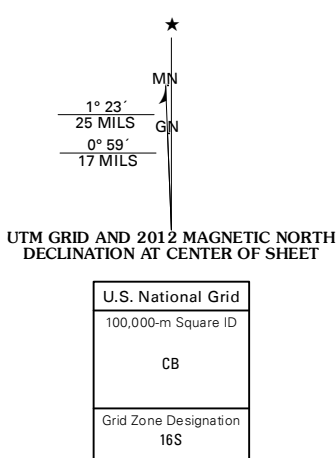 ★
MN
1° 23´
25 MILS
GN
0° 59´
17 MILS
UTM GRID AND 2012 MAGNETIC NORTH
DECLINATION AT CENTER OF SHEET
U.S. National Grid
100,000-m Square ID
CB
Grid Zone Designation
16S